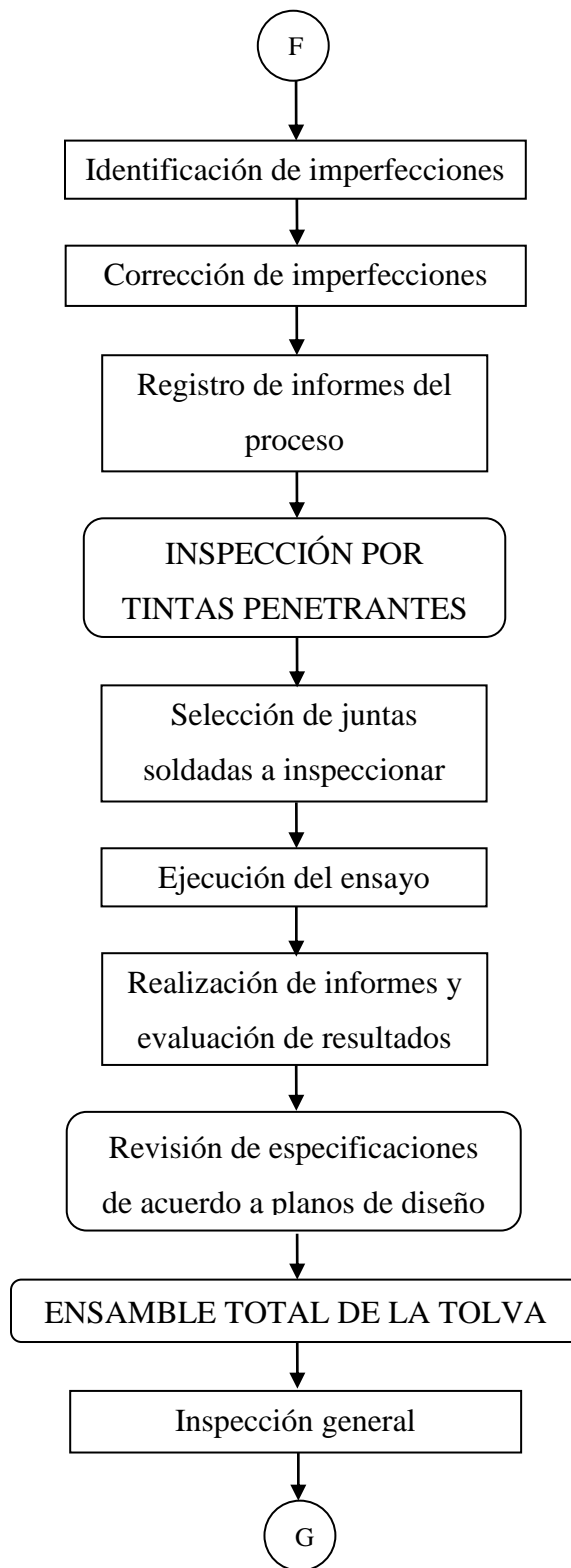 F
Identificación de imperfecciones
Corrección de imperfecciones
Registro de informes del
proceso
INSPECCIÓN POR
TINTAS PENETRANTES
Selección de juntas
soldadas a inspeccionar
Ejecución del ensayo
Realización de informes y
evaluación de resultados
Revisión de especificaciones
de acuerdo a planos de diseño
ENSAMBLE TOTAL DE LA TOLVA
Inspección general
G